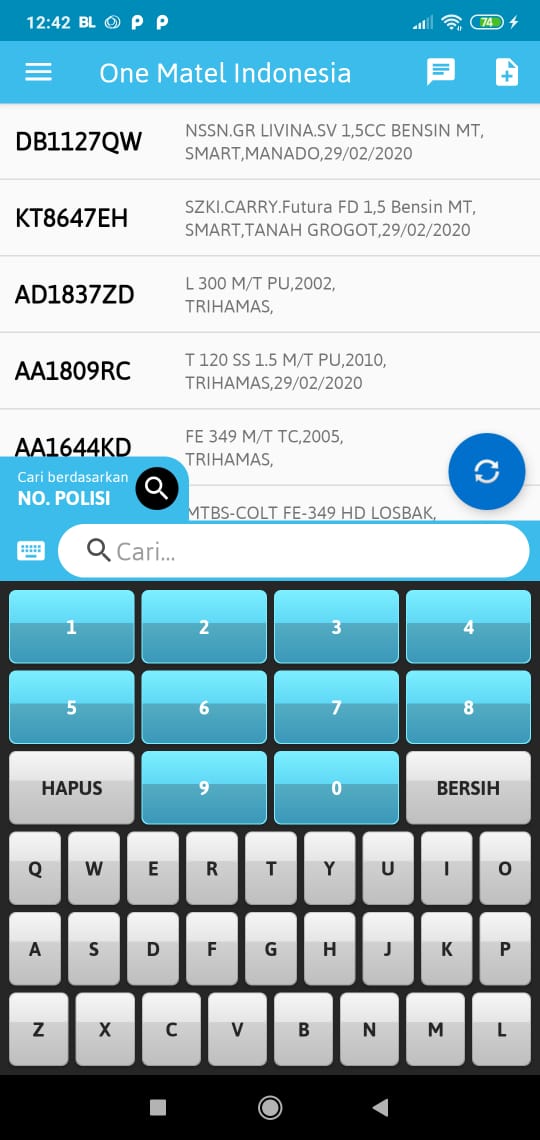 12:42 BL
74
One Matel Indonesia
DB1127QW
NSSN.GR LIVINA.SV 1,5CC BENSIN MT,
SMART,MANADO,29/02/2020
KT8647EH
SZKI.CARRY.Futura FD 1,5 Bensin MT,
SMART,TANAH GROGOT,29/02/2020
AD1837ZD
L 300 M/T PU,2002,
TRIHAMAS,
AA1809RC
T 120 SS 1.5 M/T PU,2010,
TRIHAMAS,29/02/2020
AA1644KD
FE 349 M/T TC,2005,
TRIHAMAS,
Cari berdasarkan
NO. POLISI
MTBS-COLT FE-349 HD LOSBAK,
Cari...
1 2 3 4
5 6 7 8
HAPUS 9 0 BERSIH
Q W E R T Y U I O
A S D F G H J K P
Z X C V B N M L